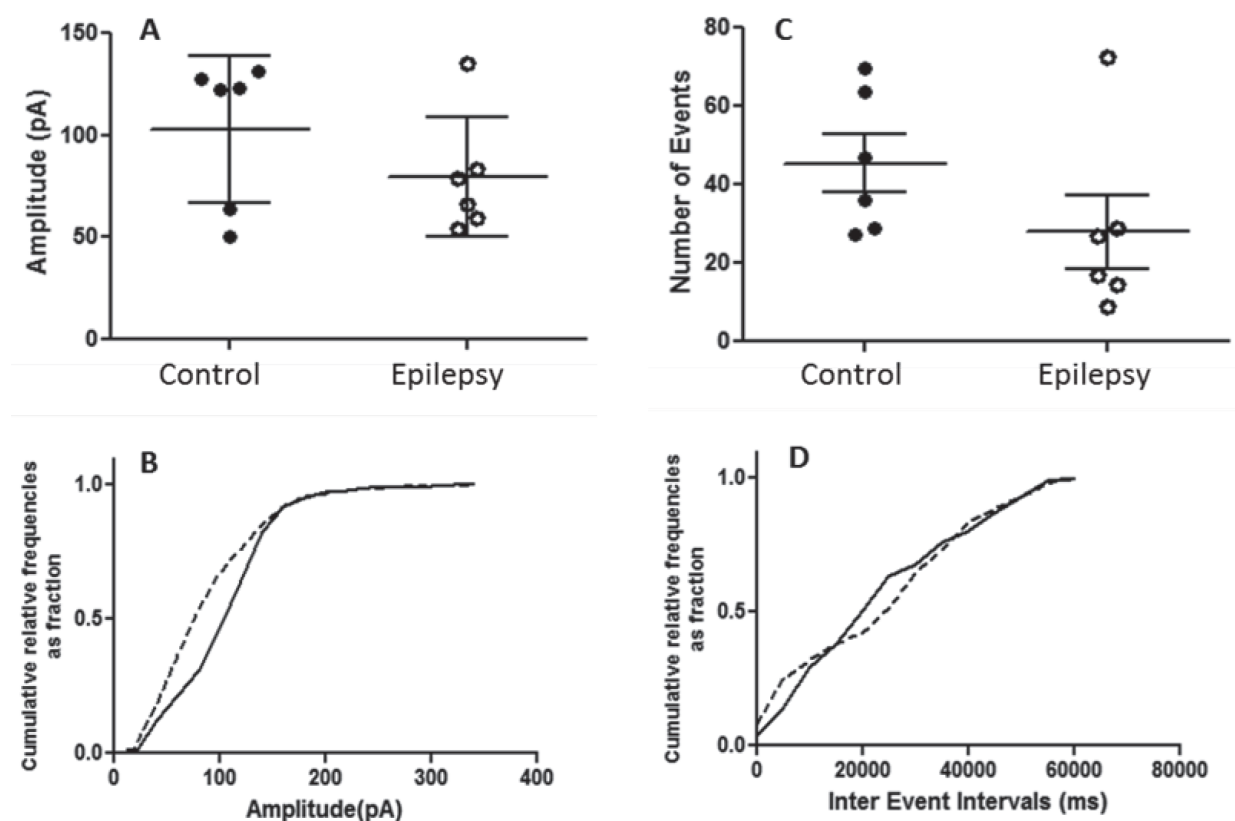 A
150
100
50
0
Amplitude (pA)
Control
Epilepsy
C
80
60
40
20
0
Number of Events
Control
Epilepsy
B
1.0
0.5
0.0
Cumulative relative frequencies
as fraction
0
100
200
300
400
Amplitude(pA)
D
1.0
0.5
0.0
Cumulative relative frequencies
as fraction
0
20000
40000
60000
80000
Inter Event Intervals (ms)